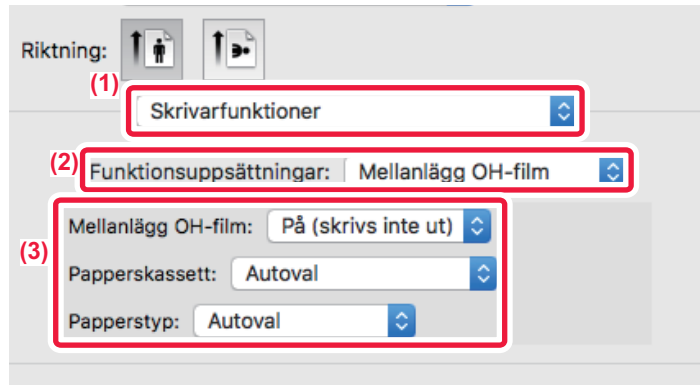 Riktning:
(1)
Skrivarfunktioner
(2)
Funktionsuppsättningar: Mellanlägg OH-film
(3)
Mellanlägg OH-film: På (skrivs inte ut)
Papperskassett: Autoval
Papperstyp: Autoval